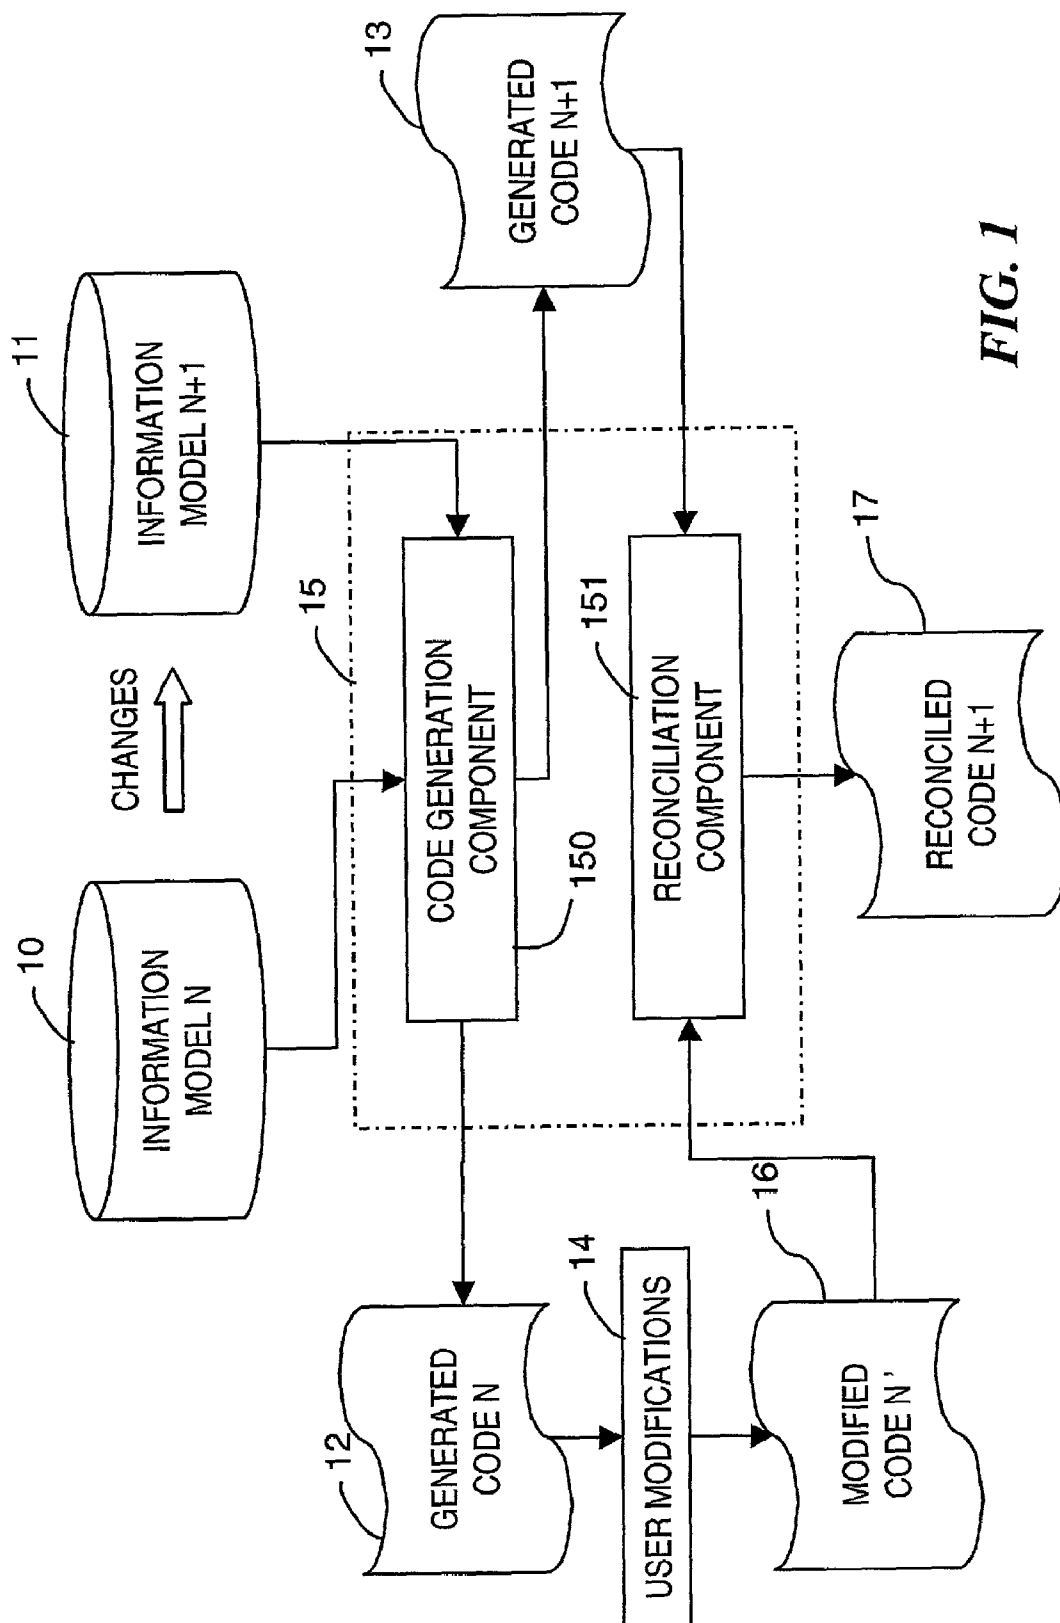 10
INFORMATION
MODEL N
CHANGES
11
INFORMATION
MODEL N+1
12
GENERATED
CODE N
15
CODE GENERATION
COMPONENT
150
13
GENERATED
CODE N+1
14
USER MODIFICATIONS
151
RECONCILIATION
COMPONENT
16
MODIFIED
CODE N'
17
RECONCILED
CODE N+1
FIG. 1